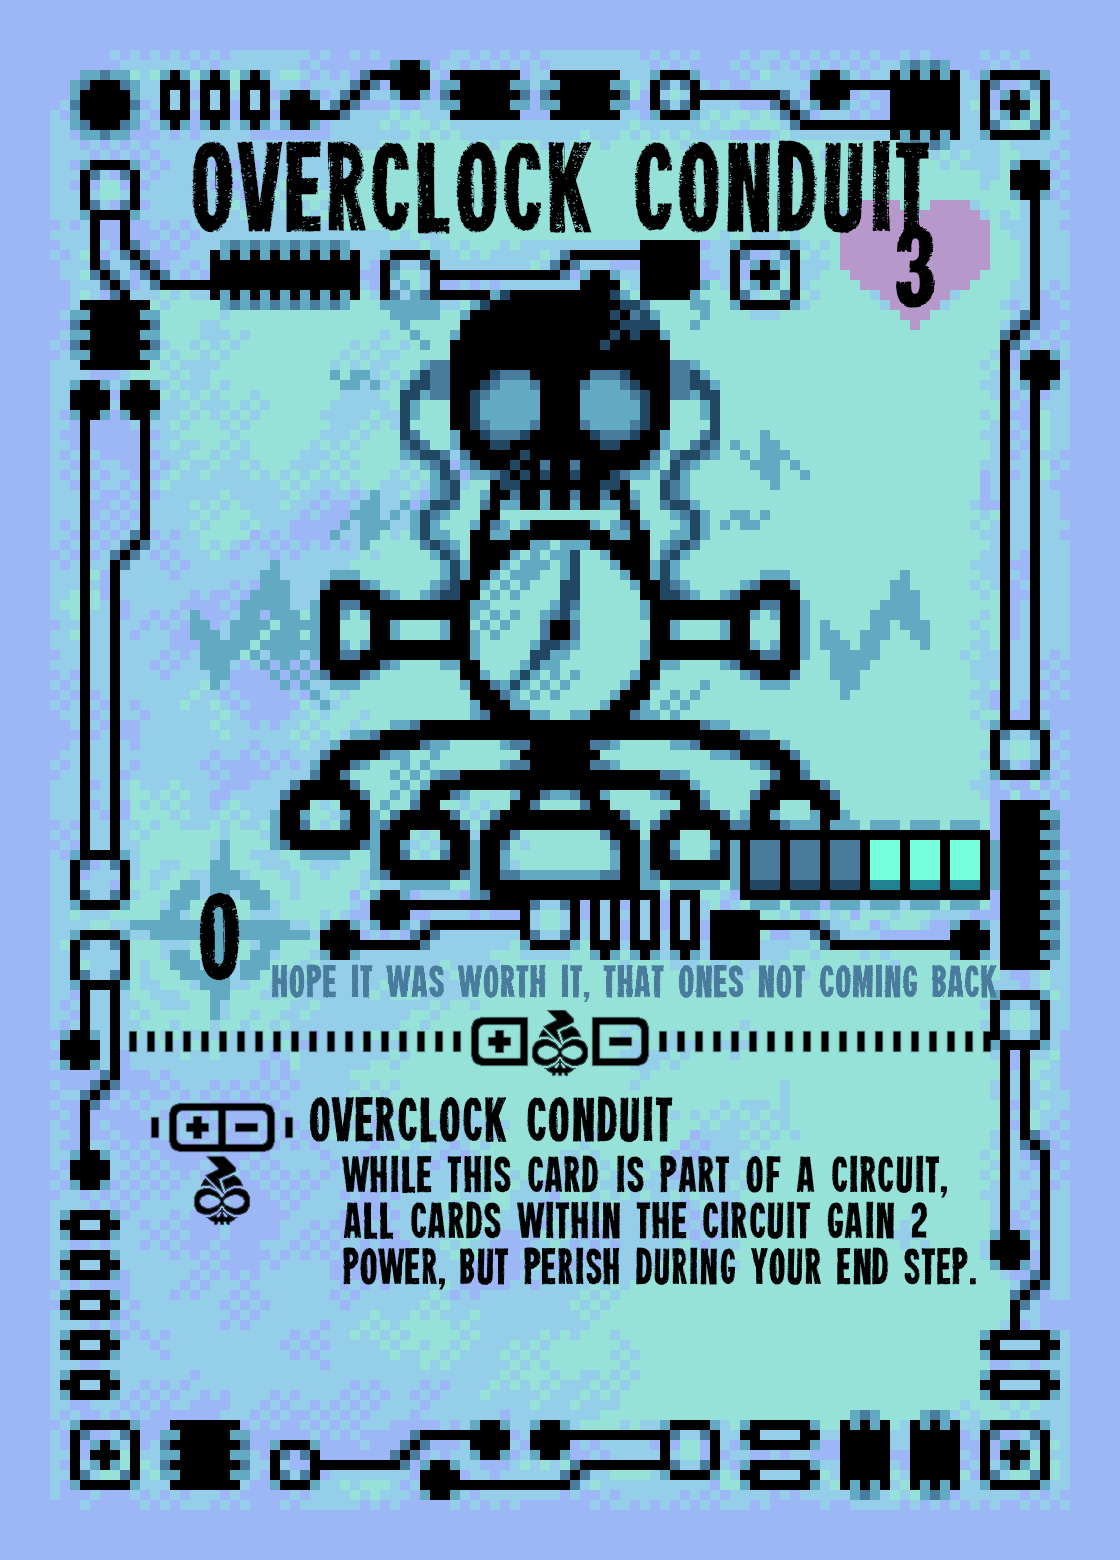 OVERCLOCK CONDUIT
3
0
HOPE IT WAS WORTH IT, THAT ONES NOT COMING BACK
OVERCLOCK CONDUIT
WHILE THIS CARD IS PART OF A CIRCUIT,
ALL CARDS WITHIN THE CIRCUIT GAIN 2
POWER, BUT PERISH DURING YOUR END STEP.